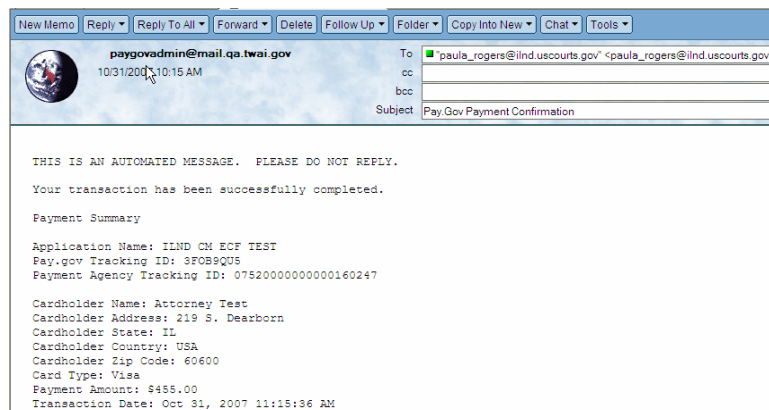 New Memo Reply Reply To All Forward Delete Follow Up Folder Copy Into New Chat Tools
paygovadmin@mail.qa.twai.gov
10/31/2007 10:15 AM
To "paula_rogers@ilnd.uscourts.gov" <paula_rogers@ilnd.uscourts.gov
cc
bcc
Subject Pay.Gov Payment Confirmation
THIS IS AN AUTOMATED MESSAGE. PLEASE DO NOT REPLY.
Your transaction has been successfully completed.
Payment Summary
Application Name: ILND CM ECF TEST
Pay.gov Tracking ID: 3FOB9QU5
Payment Agency Tracking ID: 07520000000000160247
Cardholder Name: Attorney Test
Cardholder Address: 219 S. Dearborn
Cardholder State: IL
Cardholder Country: USA
Cardholder Zip Code: 60600
Card Type: Visa
Payment Amount: $455.00
Transaction Date: Oct 31, 2007 11:15:36 AM